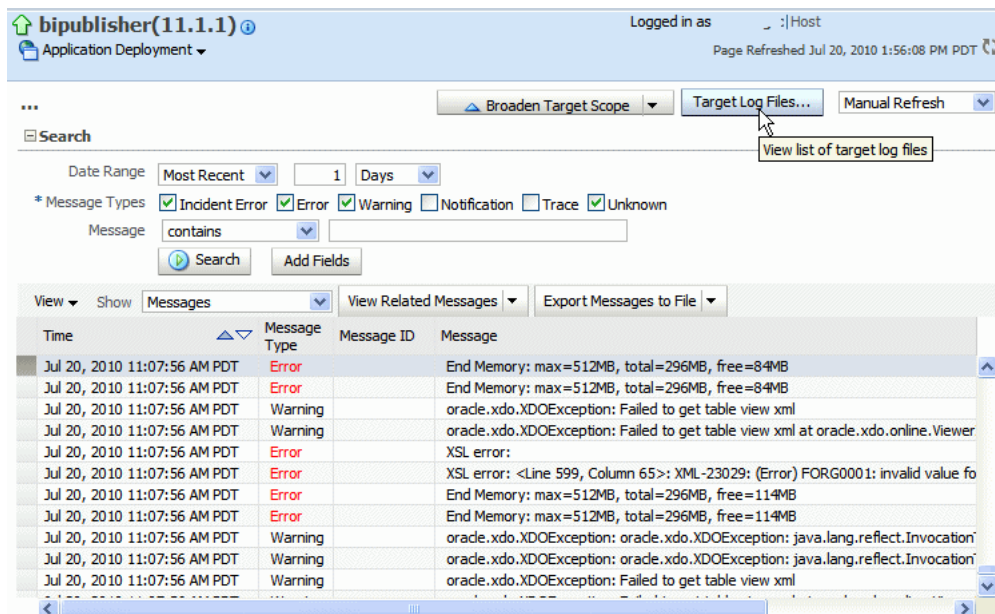 bipublisher(11.1.1)
Logged in as Host
Application Deployment
Page Refreshed Jul 20, 2010 1:56:08 PM PDT
...
Broaden Target Scope Target Log Files... Manual Refresh
View list of target log files
Search
Date Range Most Recent 1 Days
* Message Types Incident Error Error Warning Notification Trace Unknown
Message contains
Search Add Fields
View Show Messages View Related Messages Export Messages to File
Time Message Type Message ID Message
Jul 20, 2010 11:07:56 AM PDT Error End Memory: max=512MB, total=296MB, free=84MB
Jul 20, 2010 11:07:56 AM PDT Error End Memory: max=512MB, total=296MB, free=84MB
Jul 20, 2010 11:07:56 AM PDT Warning oracle.xdo.XDOException: Failed to get table view xml
Jul 20, 2010 11:07:56 AM PDT Warning oracle.xdo.XDOException: Failed to get table view xml at oracle.xdo.online.Viewer
Jul 20, 2010 11:07:56 AM PDT Error XSL error:
Jul 20, 2010 11:07:56 AM PDT Error XSL error: <Line 599, Column 65>: XML-23029: (Error) FORG0001: invalid value fo
Jul 20, 2010 11:07:56 AM PDT Error End Memory: max=512MB, total=296MB, free=114MB
Jul 20, 2010 11:07:56 AM PDT Error End Memory: max=512MB, total=296MB, free=114MB
Jul 20, 2010 11:07:56 AM PDT Warning oracle.xdo.XDOException: oracle.xdo.XDOException: java.lang.reflect.Invocation
Jul 20, 2010 11:07:56 AM PDT Warning oracle.xdo.XDOException: oracle.xdo.XDOException: java.lang.reflect.Invocation
Jul 20, 2010 11:07:56 AM PDT Warning oracle.xdo.XDOException: Failed to get table view xml